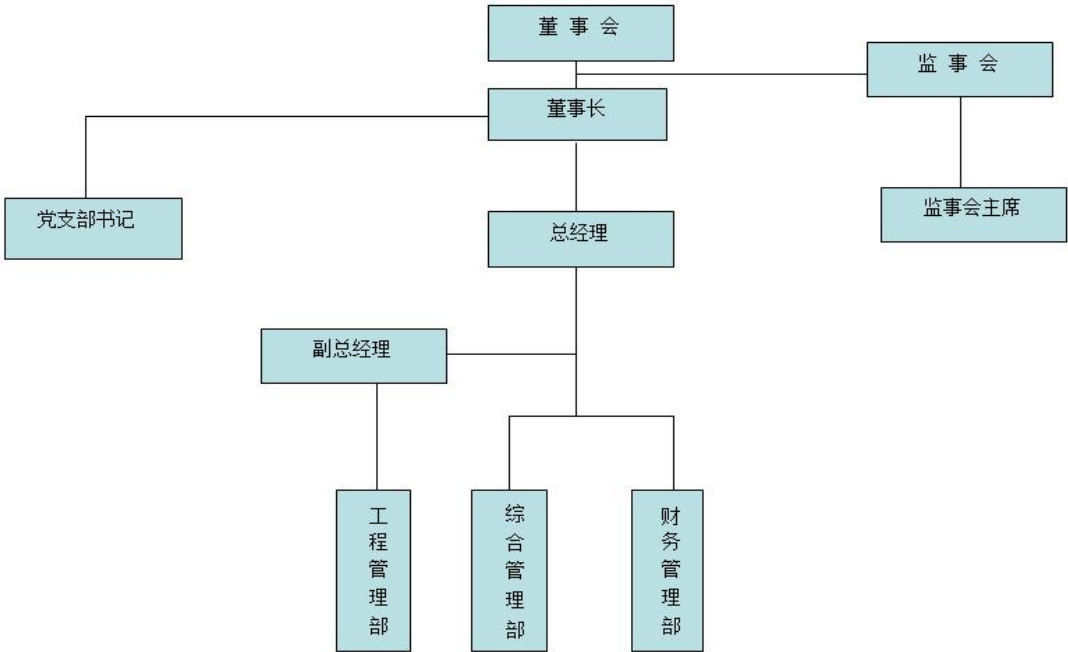 董 事 会
监 事 会
董事长
党支部书记
监事会主席
总经理
副总经理
工程管理部
综合管理部
财务管理部